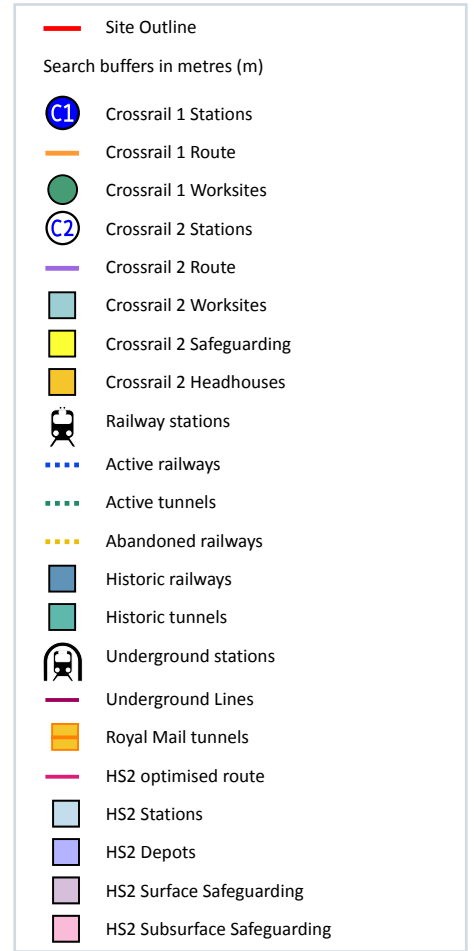 Site Outline
Search buffers in metres (m)
C1 Crossrail 1 Stations
Crossrail 1 Route
Crossrail 1 Worksites
C2 Crossrail 2 Stations
Crossrail 2 Route
Crossrail 2 Worksites
Crossrail 2 Safeguarding
Crossrail 2 Headhouses
Railway stations
Active railways
Active tunnels
Abandoned railways
Historic railways
Historic tunnels
Underground stations
Underground Lines
Royal Mail tunnels
HS2 optimised route
HS2 Stations
HS2 Depots
HS2 Surface Safeguarding
HS2 Subsurface Safeguarding